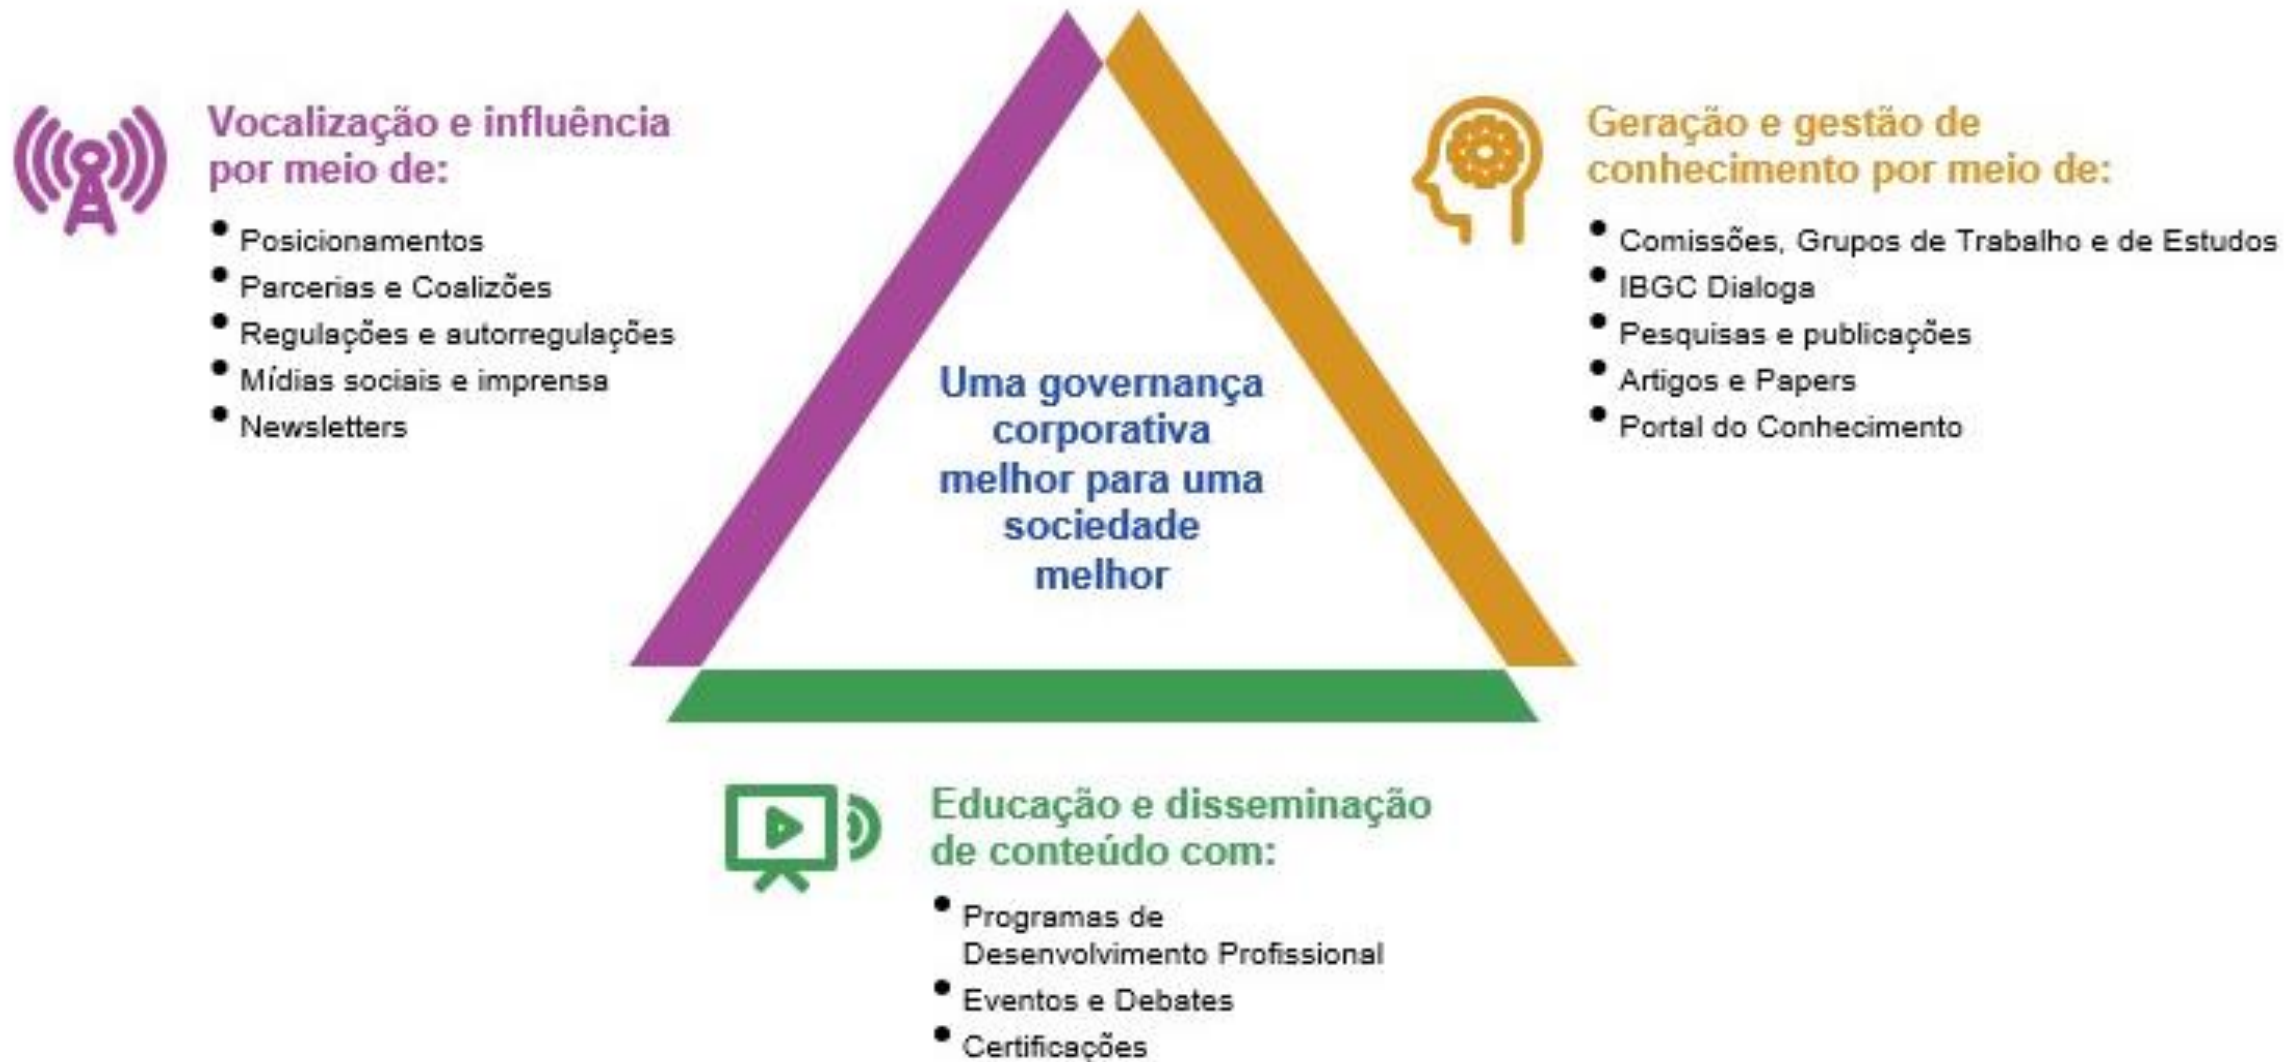 Vocalização e influência
por meio de:
• Posicionamentos
• Parcerias e Coalizões
• Regulações e autorregulações
• Mídias sociais e imprensa
• Newsletters
Geração e gestão de
conhecimento por meio de:
• Comissões, Grupos de Trabalho e de Estudos
• IBGC Dialoga
• Pesquisas e publicações
• Artigos e Papers
• Portal do Conhecimento
Uma governança
corporativa
melhor para uma
sociedade
melhor
Educação e disseminação
de conteúdo com:
• Programas de
Desenvolvimento Profissional
• Eventos e Debates
• Certificações